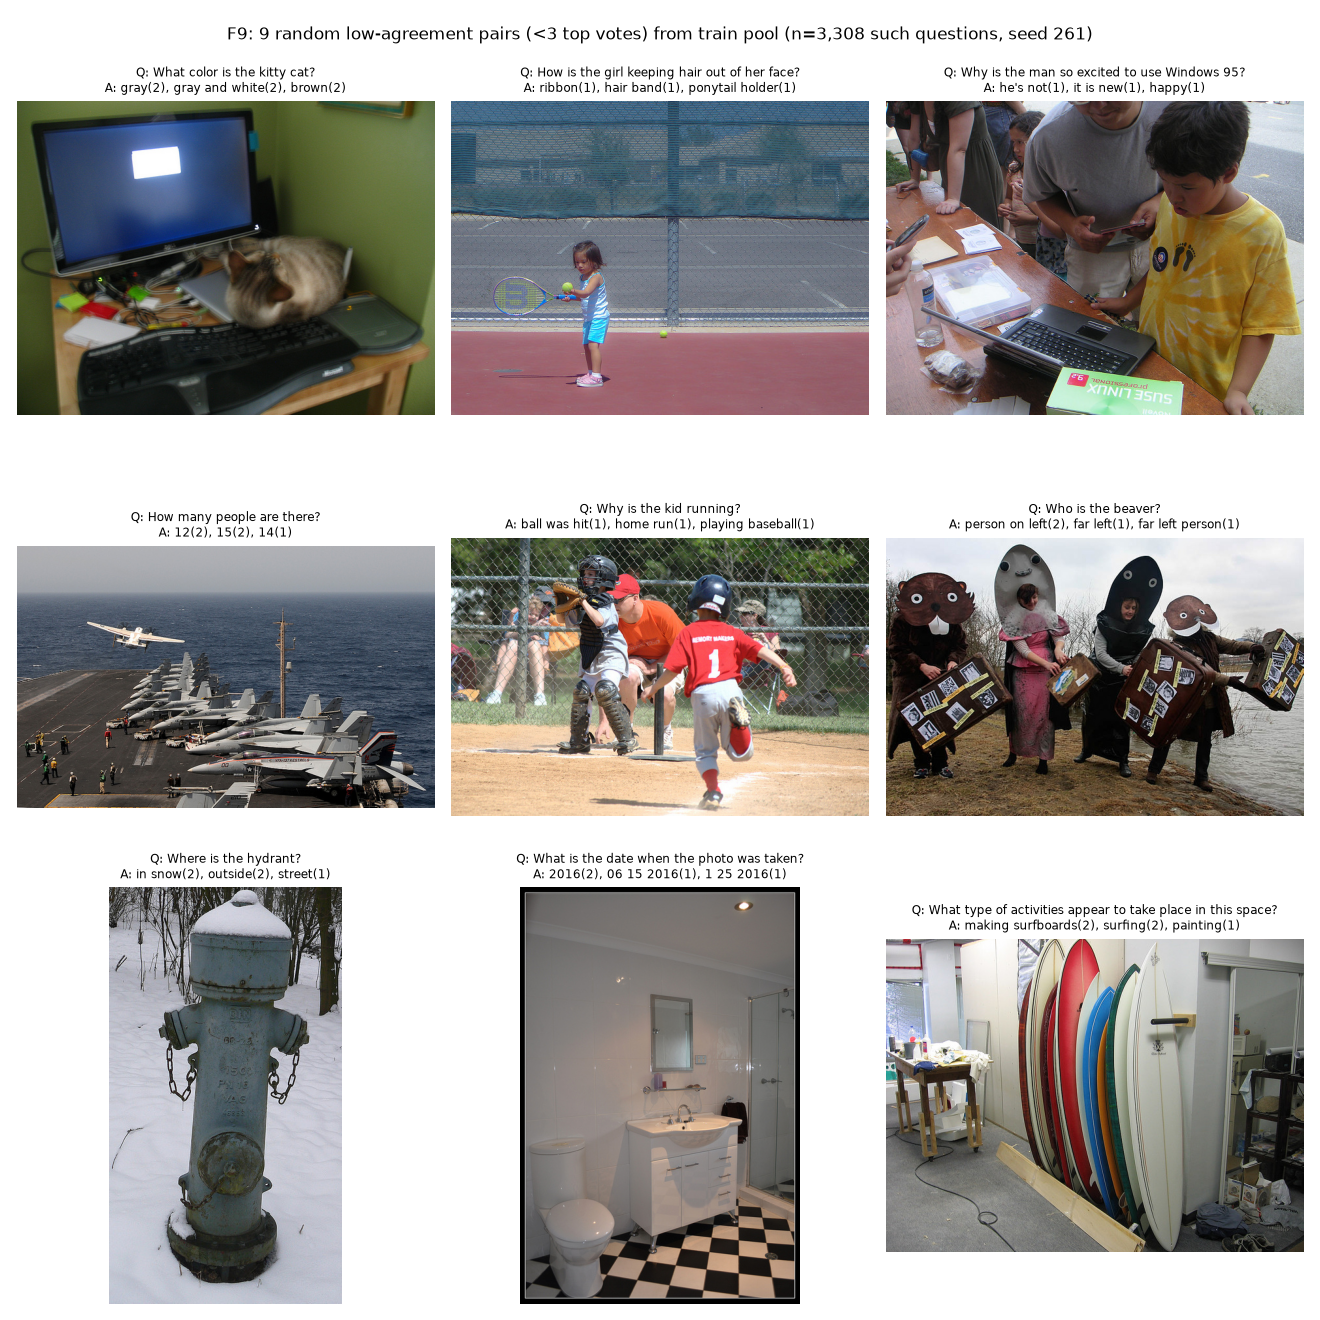 F9: 9 random low-agreement pairs (<3 top votes) from train pool (n=3,308 such questions, seed 261)
Q: What color is the kitty cat?
A: gray(2), gray and white(2), brown(2)
Q: How is the girl keeping hair out of her face?
A: ribbon(1), hair band(1), ponytail holder(1)
Q: Why is the man so excited to use Windows 95?
A: he's not(1), it is new(1), happy(1)
SUSE LINUX
professional
Q: How many people are there?
A: 12(2), 15(2), 14(1)
Q: Why is the kid running?
A: ball was hit(1), home run(1), playing baseball(1)
1
Q: Who is the beaver?
A: person on left(2), far left(1), far left person(1)
Q: Where is the hydrant?
A: in snow(2), outside(2), street(1)
Q: What is the date when the photo was taken?
A: 2016(2), 06 15 2016(1), 1 25 2016(1)
Q: What type of activities appear to take place in this space?
A: making surfboards(2), surfing(2), painting(1)